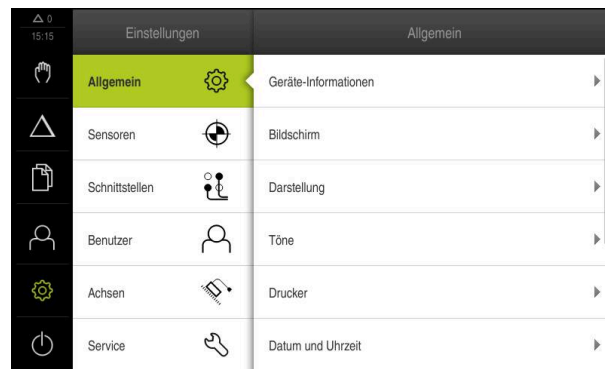 △ 0
15:15
Einstellungen
Allgemein
Allgemein
Sensoren
Schnittstellen
Benutzer
Achsen
Service
Geräte-Informationen
Bildschirm
Darstellung
Töne
Drucker
Datum und Uhrzeit